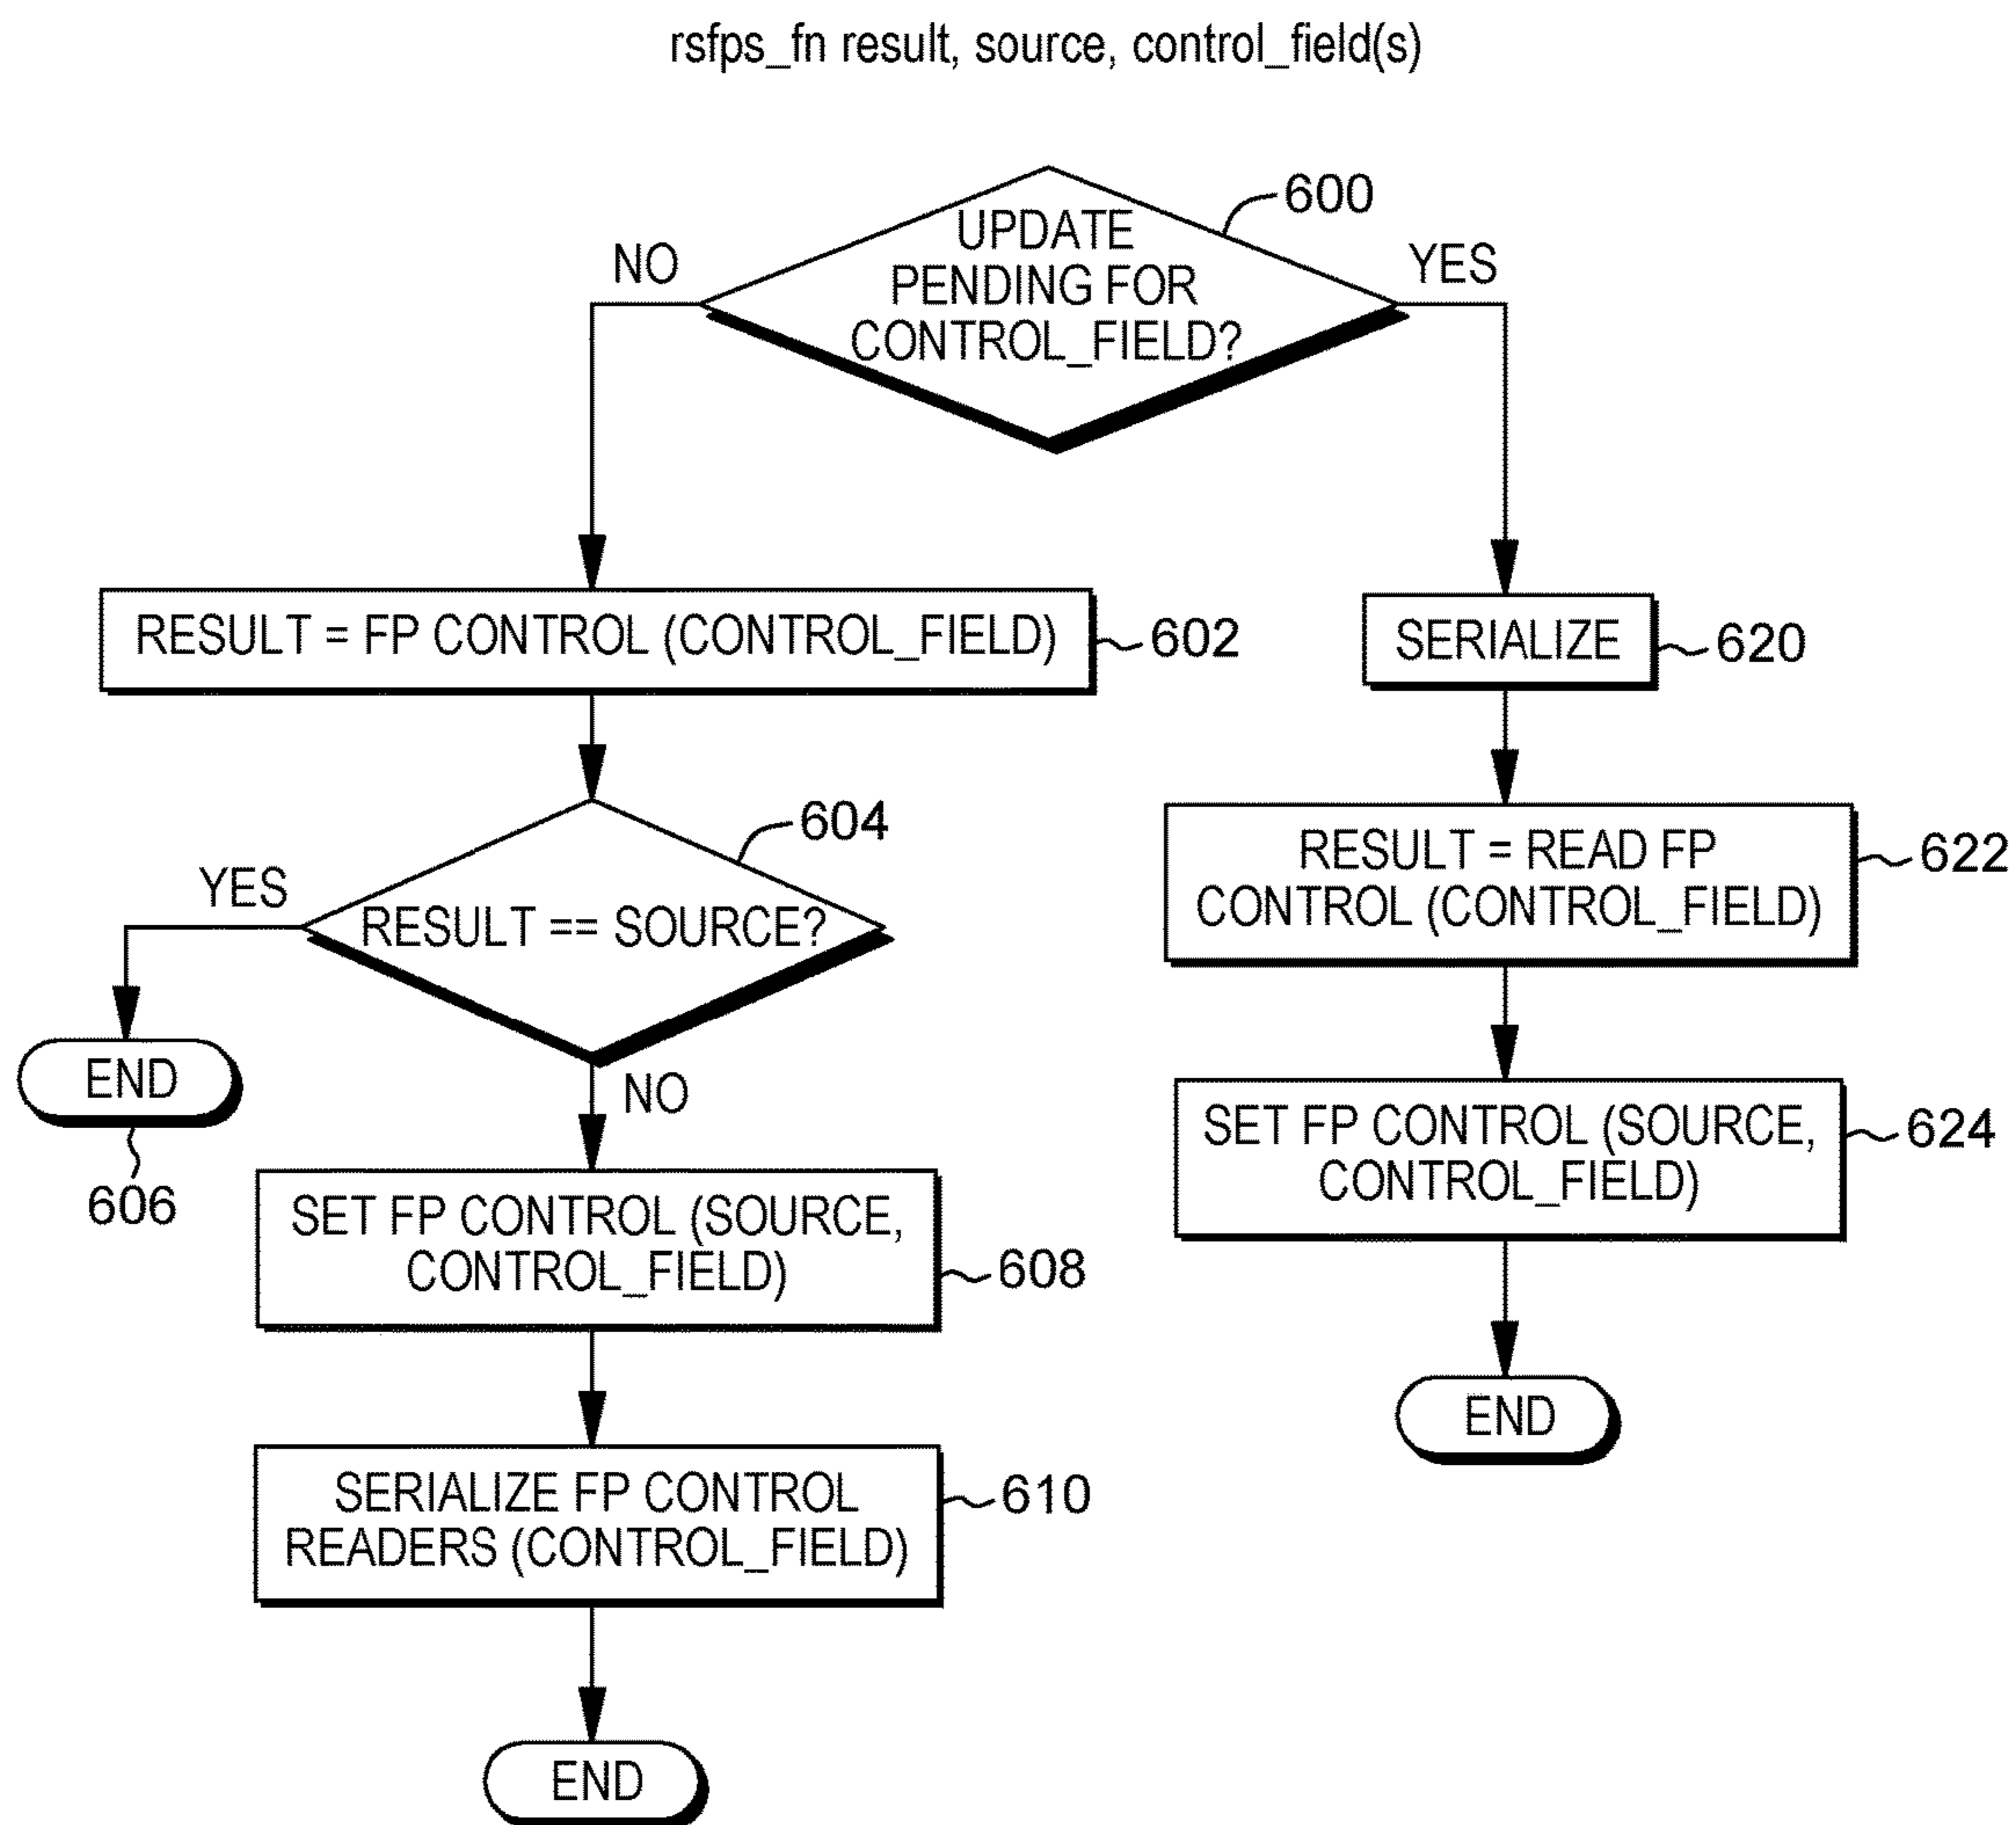 rsfps_fn result, source, control_field(s)
600
UPDATE
PENDING FOR
CONTROL_FIELD?
NO
YES
RESULT = FP CONTROL (CONTROL_FIELD)
602
SERIALIZE
620
604
RESULT == SOURCE?
YES
NO
END
606
RESULT = READ FP
CONTROL (CONTROL_FIELD)
622
SET FP CONTROL (SOURCE,
CONTROL_FIELD)
608
SET FP CONTROL (SOURCE,
CONTROL_FIELD)
624
SERIALIZE FP CONTROL
READERS (CONTROL_FIELD)
610
END
END